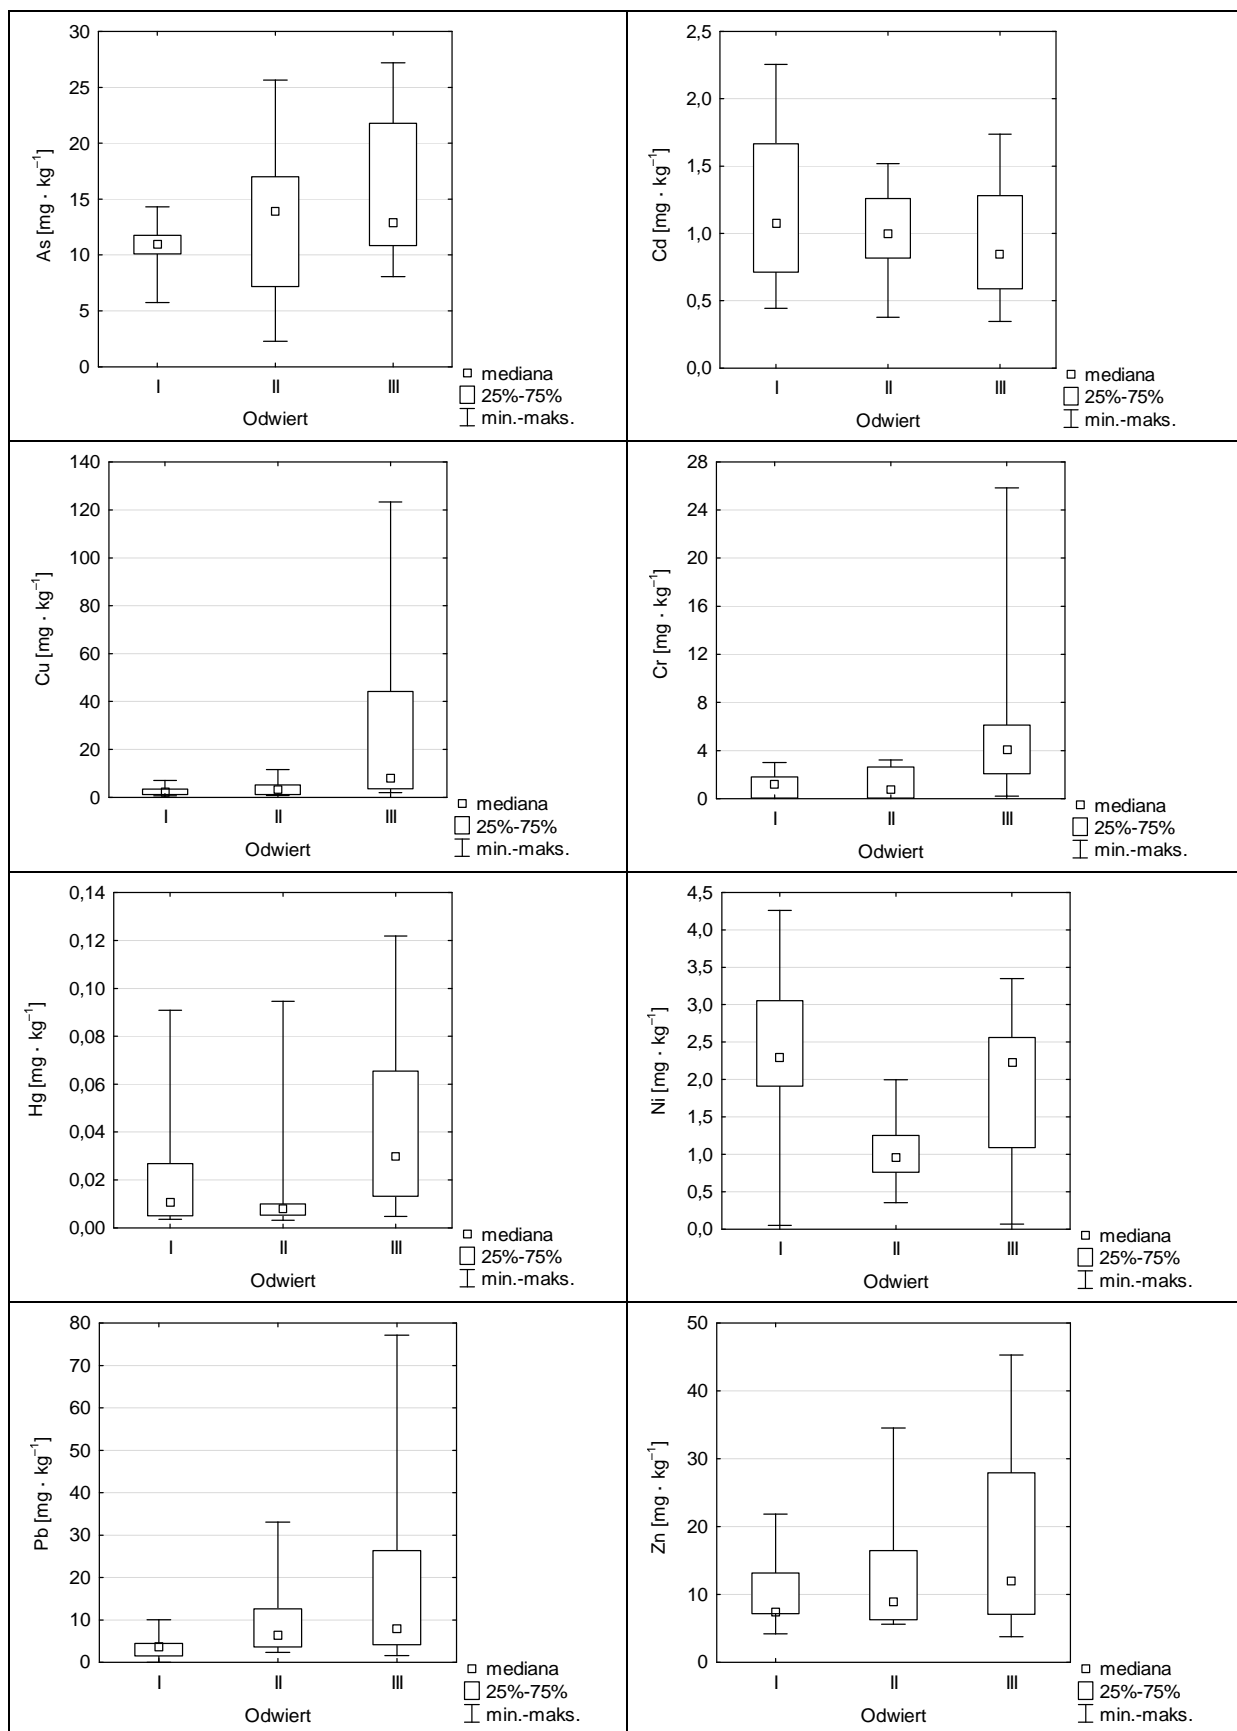 30
25
20
15
10
5
0
As [mg · kg⁻¹]
I II III
Odwiert
mediana
25%-75%
min.-maks.
2,5
2,0
1,5
1,0
0,5
0,0
Cd [mg · kg⁻¹]
I II III
Odwiert
mediana
25%-75%
min.-maks.
140
120
100
80
60
40
20
0
Cu [mg · kg⁻¹]
I II III
Odwiert
mediana
25%-75%
min.-maks.
28
24
20
16
12
8
4
0
Cr [mg · kg⁻¹]
I II III
Odwiert
mediana
25%-75%
min.-maks.
0,14
0,12
0,10
0,08
0,06
0,04
0,02
0,00
Hg [mg · kg⁻¹]
I II III
Odwiert
mediana
25%-75%
min.-maks.
4,5
4,0
3,5
3,0
2,5
2,0
1,5
1,0
0,5
0,0
Ni [mg · kg⁻¹]
I II III
Odwiert
mediana
25%-75%
min.-maks.
80
70
60
50
40
30
20
10
0
Pb [mg · kg⁻¹]
I II III
Odwiert
mediana
25%-75%
min.-maks.
50
40
30
20
10
0
Zn [mg · kg⁻¹]
I II III
Odwiert
mediana
25%-75%
min.-maks.